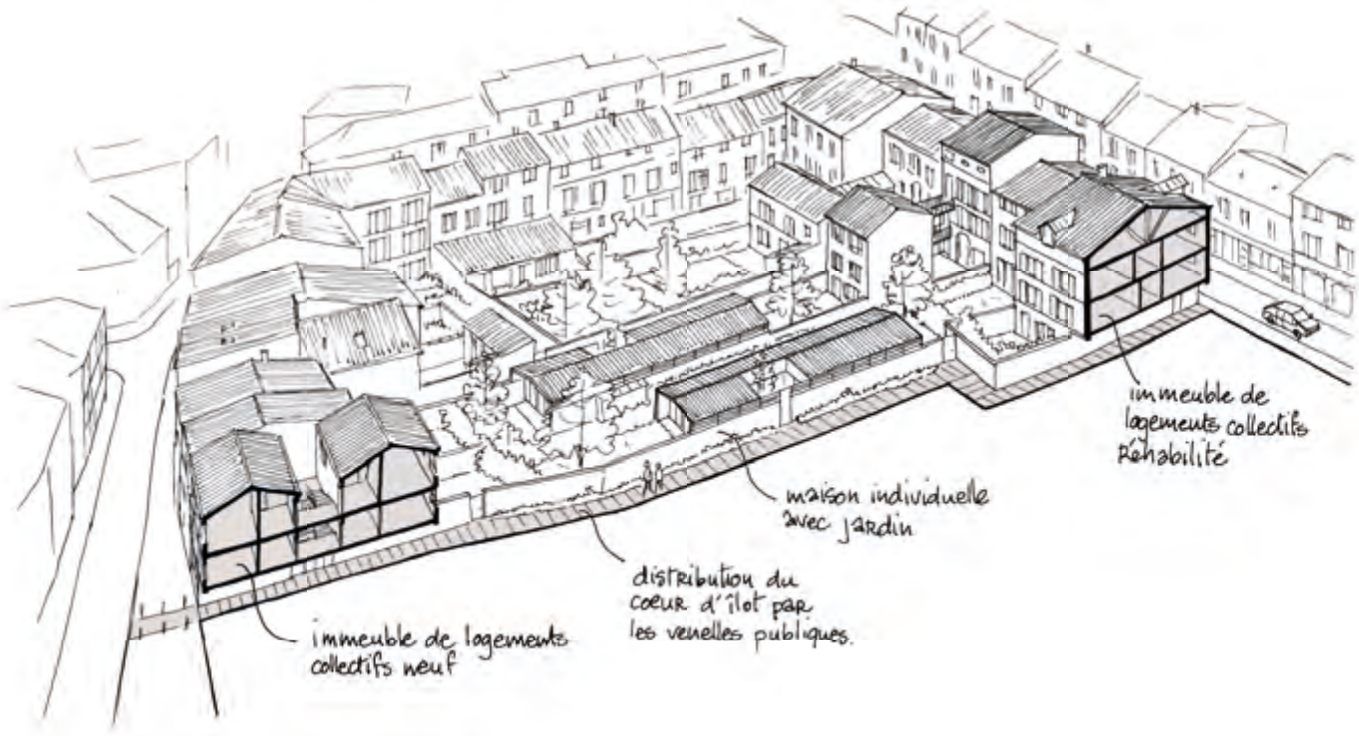 immeuble de
logements collectifs
Réhabilité
maison individuelle
avec jardin
distribution du
coeur d'îlot par
les venelles publiques.
immeuble de logements
collectifs neuf